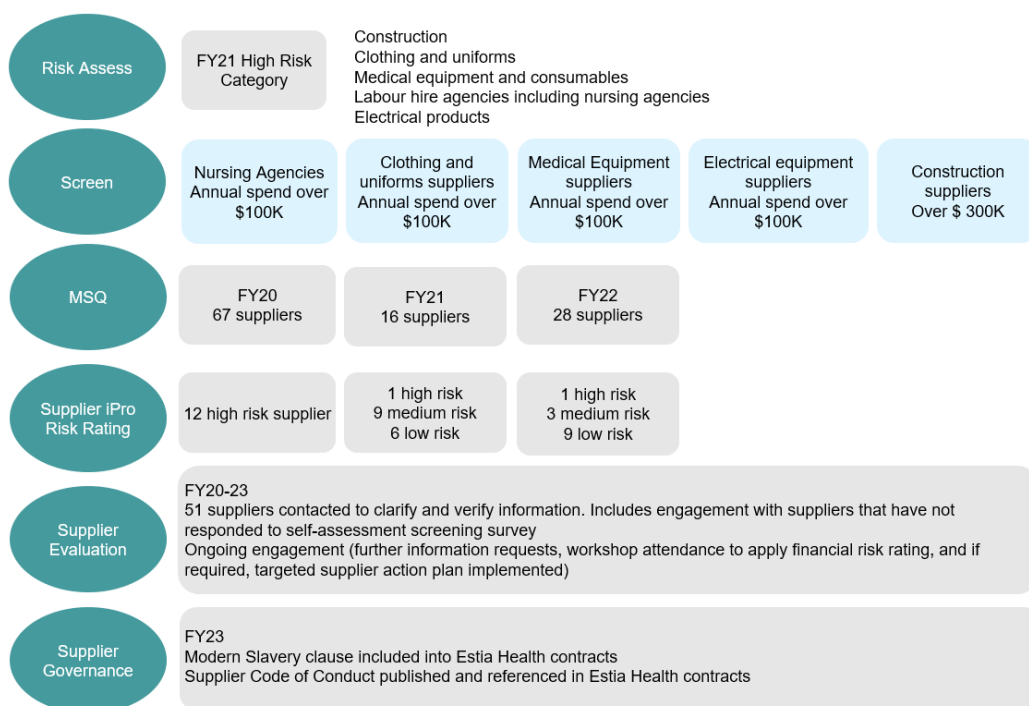 Risk Assess
FY21 High Risk
Category
Construction
Clothing and uniforms
Medical equipment and consumables
Labour hire agencies including nursing agencies
Electrical products
Screen
Nursing Agencies
Annual spend over
$100K
Clothing and
uniforms suppliers
Annual spend over
$100K
Medical Equipment
suppliers
Annual spend over
$100K
Electrical equipment
suppliers
Annual spend over
$100K
Construction
suppliers
Over $ 300K
MSQ
FY20
67 suppliers
FY21
16 suppliers
FY22
28 suppliers
Supplier iPro
Risk Rating
12 high risk supplier
1 high risk
9 medium risk
6 low risk
1 high risk
3 medium risk
9 low risk
Supplier
Evaluation
FY20-23
51 suppliers contacted to clarify and verify information. Includes engagement with suppliers that have not
responded to self-assessment screening survey
Ongoing engagement (further information requests, workshop attendance to apply financial risk rating, and if
required, targeted supplier action plan implemented)
Supplier
Governance
FY23
Modern Slavery clause included into Estia Health contracts
Supplier Code of Conduct published and referenced in Estia Health contracts